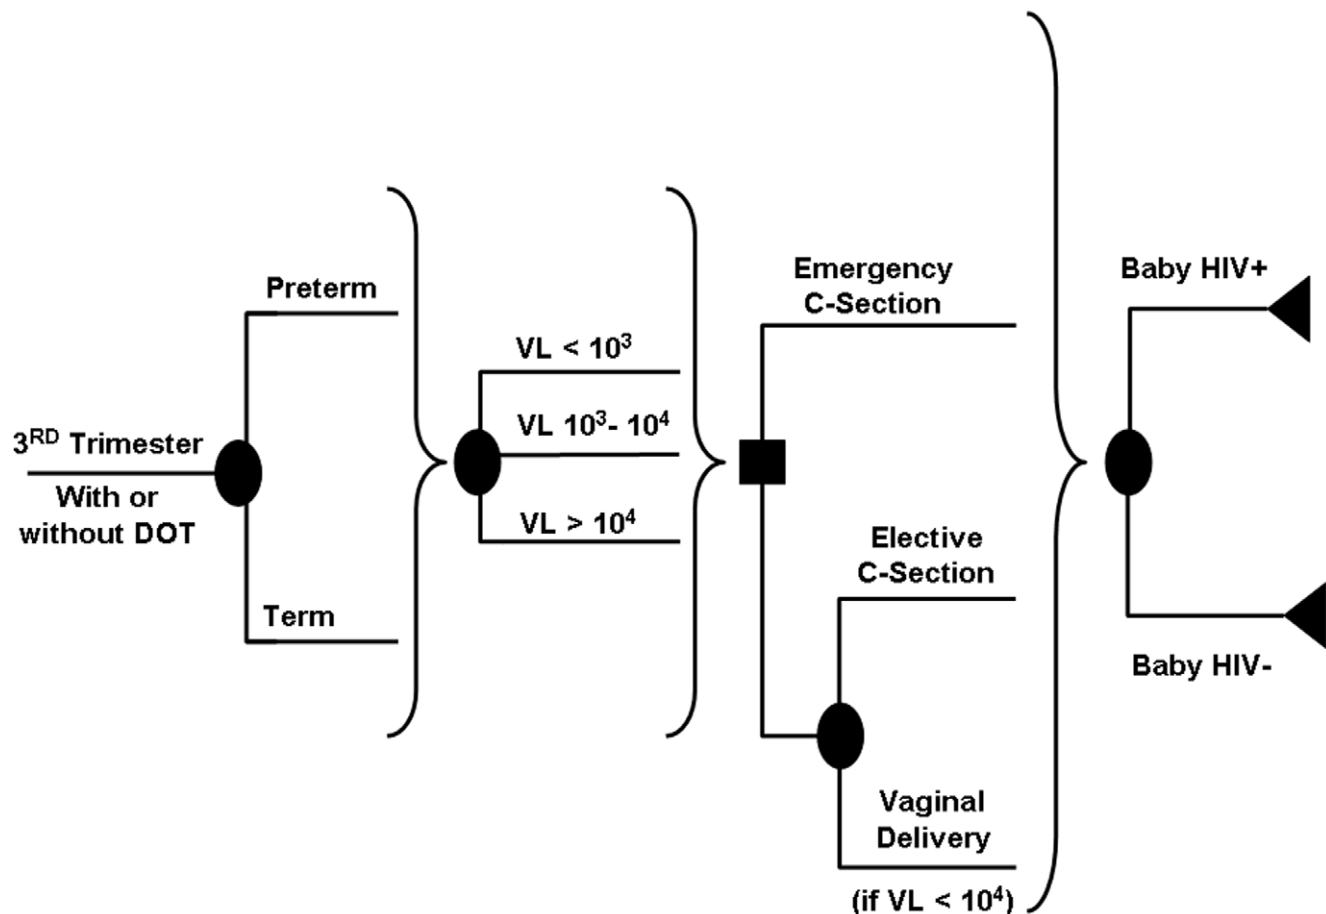 3RD Trimester
With or
without DOT
Preterm
Term
VL < 10³
VL 10³- 10⁴
VL > 10⁴
Emergency
C-Section
Elective
C-Section
Vaginal
Delivery
(if VL < 10⁴)
Baby HIV+
Baby HIV-